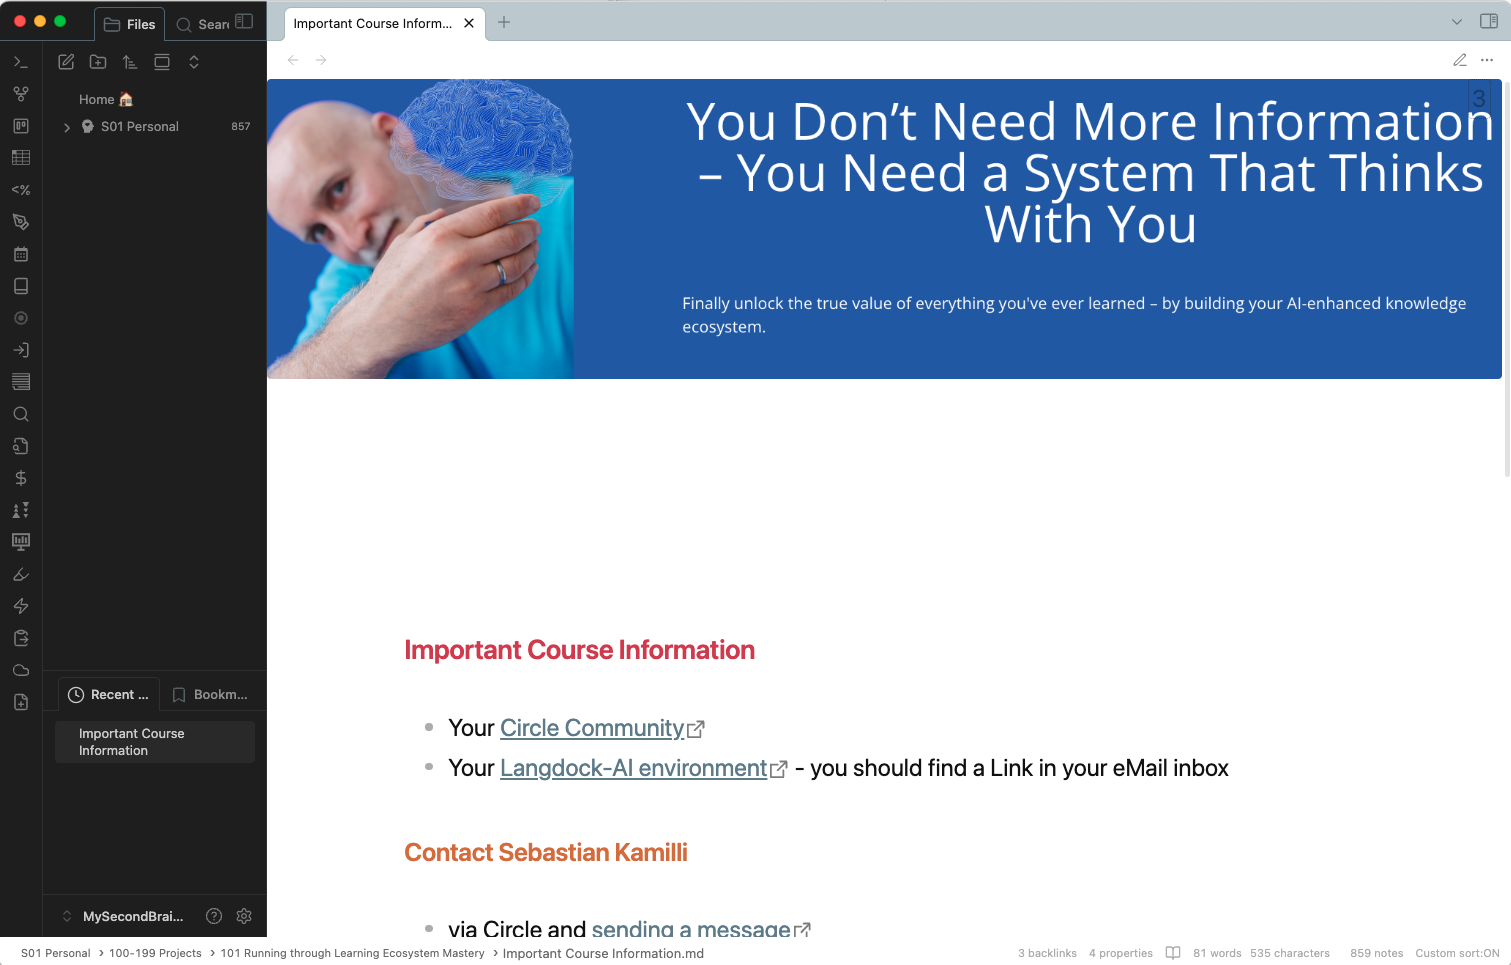 Files
Sear
Important Course Inform...
Home
S01 Personal
857
3
You Don’t Need More Information
– You Need a System That Thinks
With You
Finally unlock the true value of everything you've ever learned – by building your AI-enhanced knowledge
ecosystem.
Important Course Information
Your Circle Community
Your Langdock-AI environment - you should find a Link in your eMail inbox
Contact Sebastian Kamilli
via Circle and sending a message
Recent ...
Bookm...
Important Course
Information
MySecondBrai...
S01 Personal > 100-199 Projects > 101 Running through Learning Ecosystem Mastery > Important Course Information.md
3 backlinks 4 properties 81 words 535 characters 859 notes Custom sort:ON